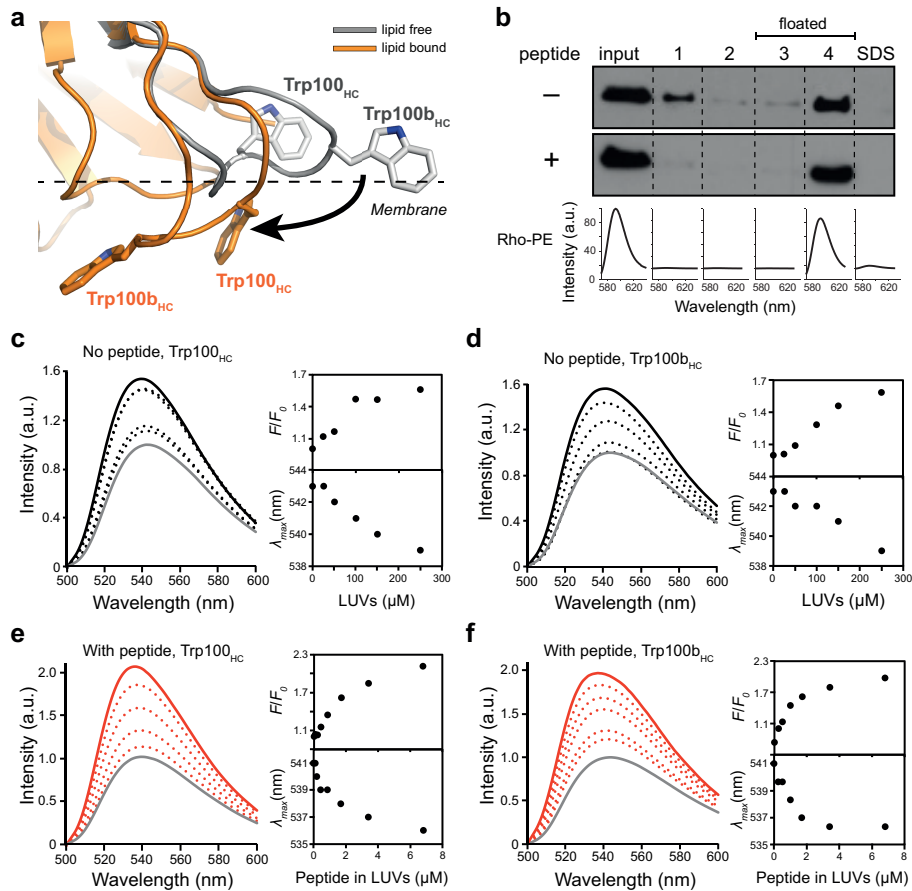 a
lipid free
lipid bound
Trp100HC
Trp100bHC
Membrane
Trp100HC
Trp100bHC
b
floated
peptide input 1 2 3 4 SDS
–
+
Rho-PE
Intensity (a.u.)
80
40
0
580 620 580 620 580 620 580 620 580 620 580 620
Wavelength (nm)
c
No peptide, Trp100HC
Intensity (a.u.)
1.6
1.2
0.8
0.4
0
500 520 540 560 580 600
Wavelength (nm)
F/F0
1.7
1.1
544
λmax(nm)
542
540
538
0 100 200 300
LUVs (µM)
d
No peptide, Trp100bHC
Intensity (a.u.)
1.6
1.2
0.8
0.4
0
500 520 540 560 580 600
Wavelength (nm)
F/F0
1.7
1.1
544
λmax(nm)
542
540
538
0 100 200 300
LUVs (µM)
e
With peptide, Trp100HC
Intensity (a.u.)
2.0
1.5
1.0
0.5
0
500 520 540 560 580 600
Wavelength (nm)
F/F0
2.3
1.7
1.1
λmax(nm)
541
539
537
535
0 2 4 6 8
Peptide in LUVs (µM)
f
With peptide, Trp100bHC
Intensity (a.u.)
2.0
1.5
1.0
0.5
0
500 520 540 560 580 600
Wavelength (nm)
F/F0
2.3
1.7
1.1
λmax(nm)
541
539
537
535
0 2 4 6 8
Peptide in LUVs (µM)